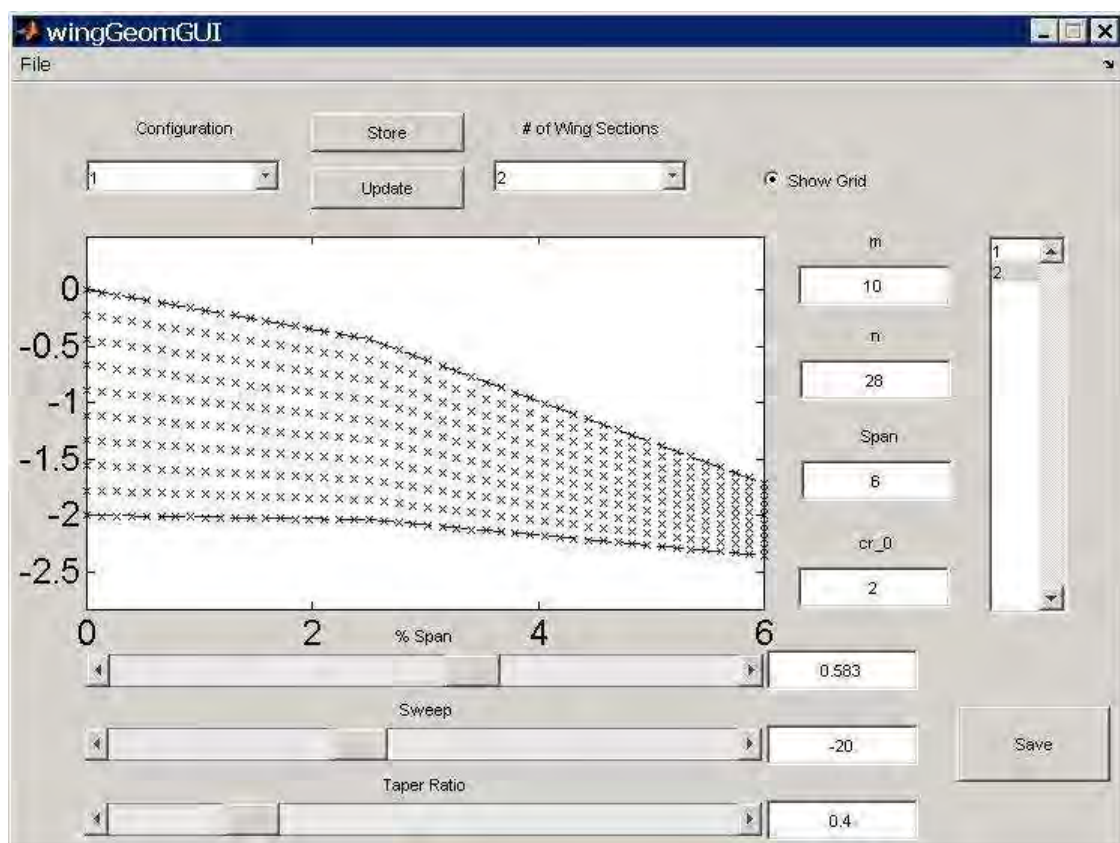 wingGeomGUI
File
Configuration
Store
# of Wing Sections
1
Update
2
Show Grid
m
10
n
28
Span
6
cr_0
2
1
2
0
-0.5
-1
-1.5
-2
-2.5
0
2
4
6
% Span
0.583
Sweep
-20
Save
Taper Ratio
0.4